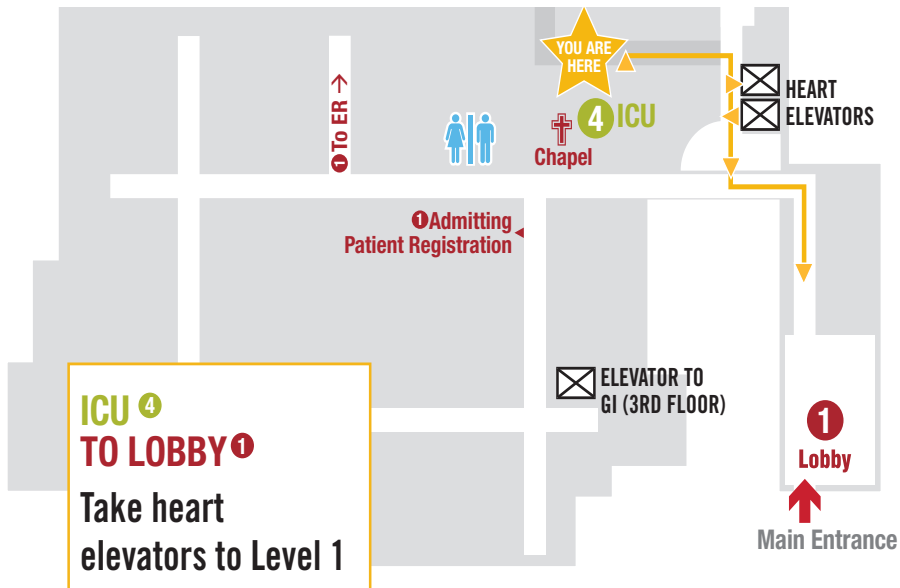 YOU ARE
HERE
4 ICU
HEART
ELEVATORS
1 To ER →
Chapel
1 Admitting
Patient Registration
ELEVATOR TO
GI (3RD FLOOR)
1
Lobby
Main Entrance
ICU 4
TO LOBBY 1
Take heart
elevators to Level 1